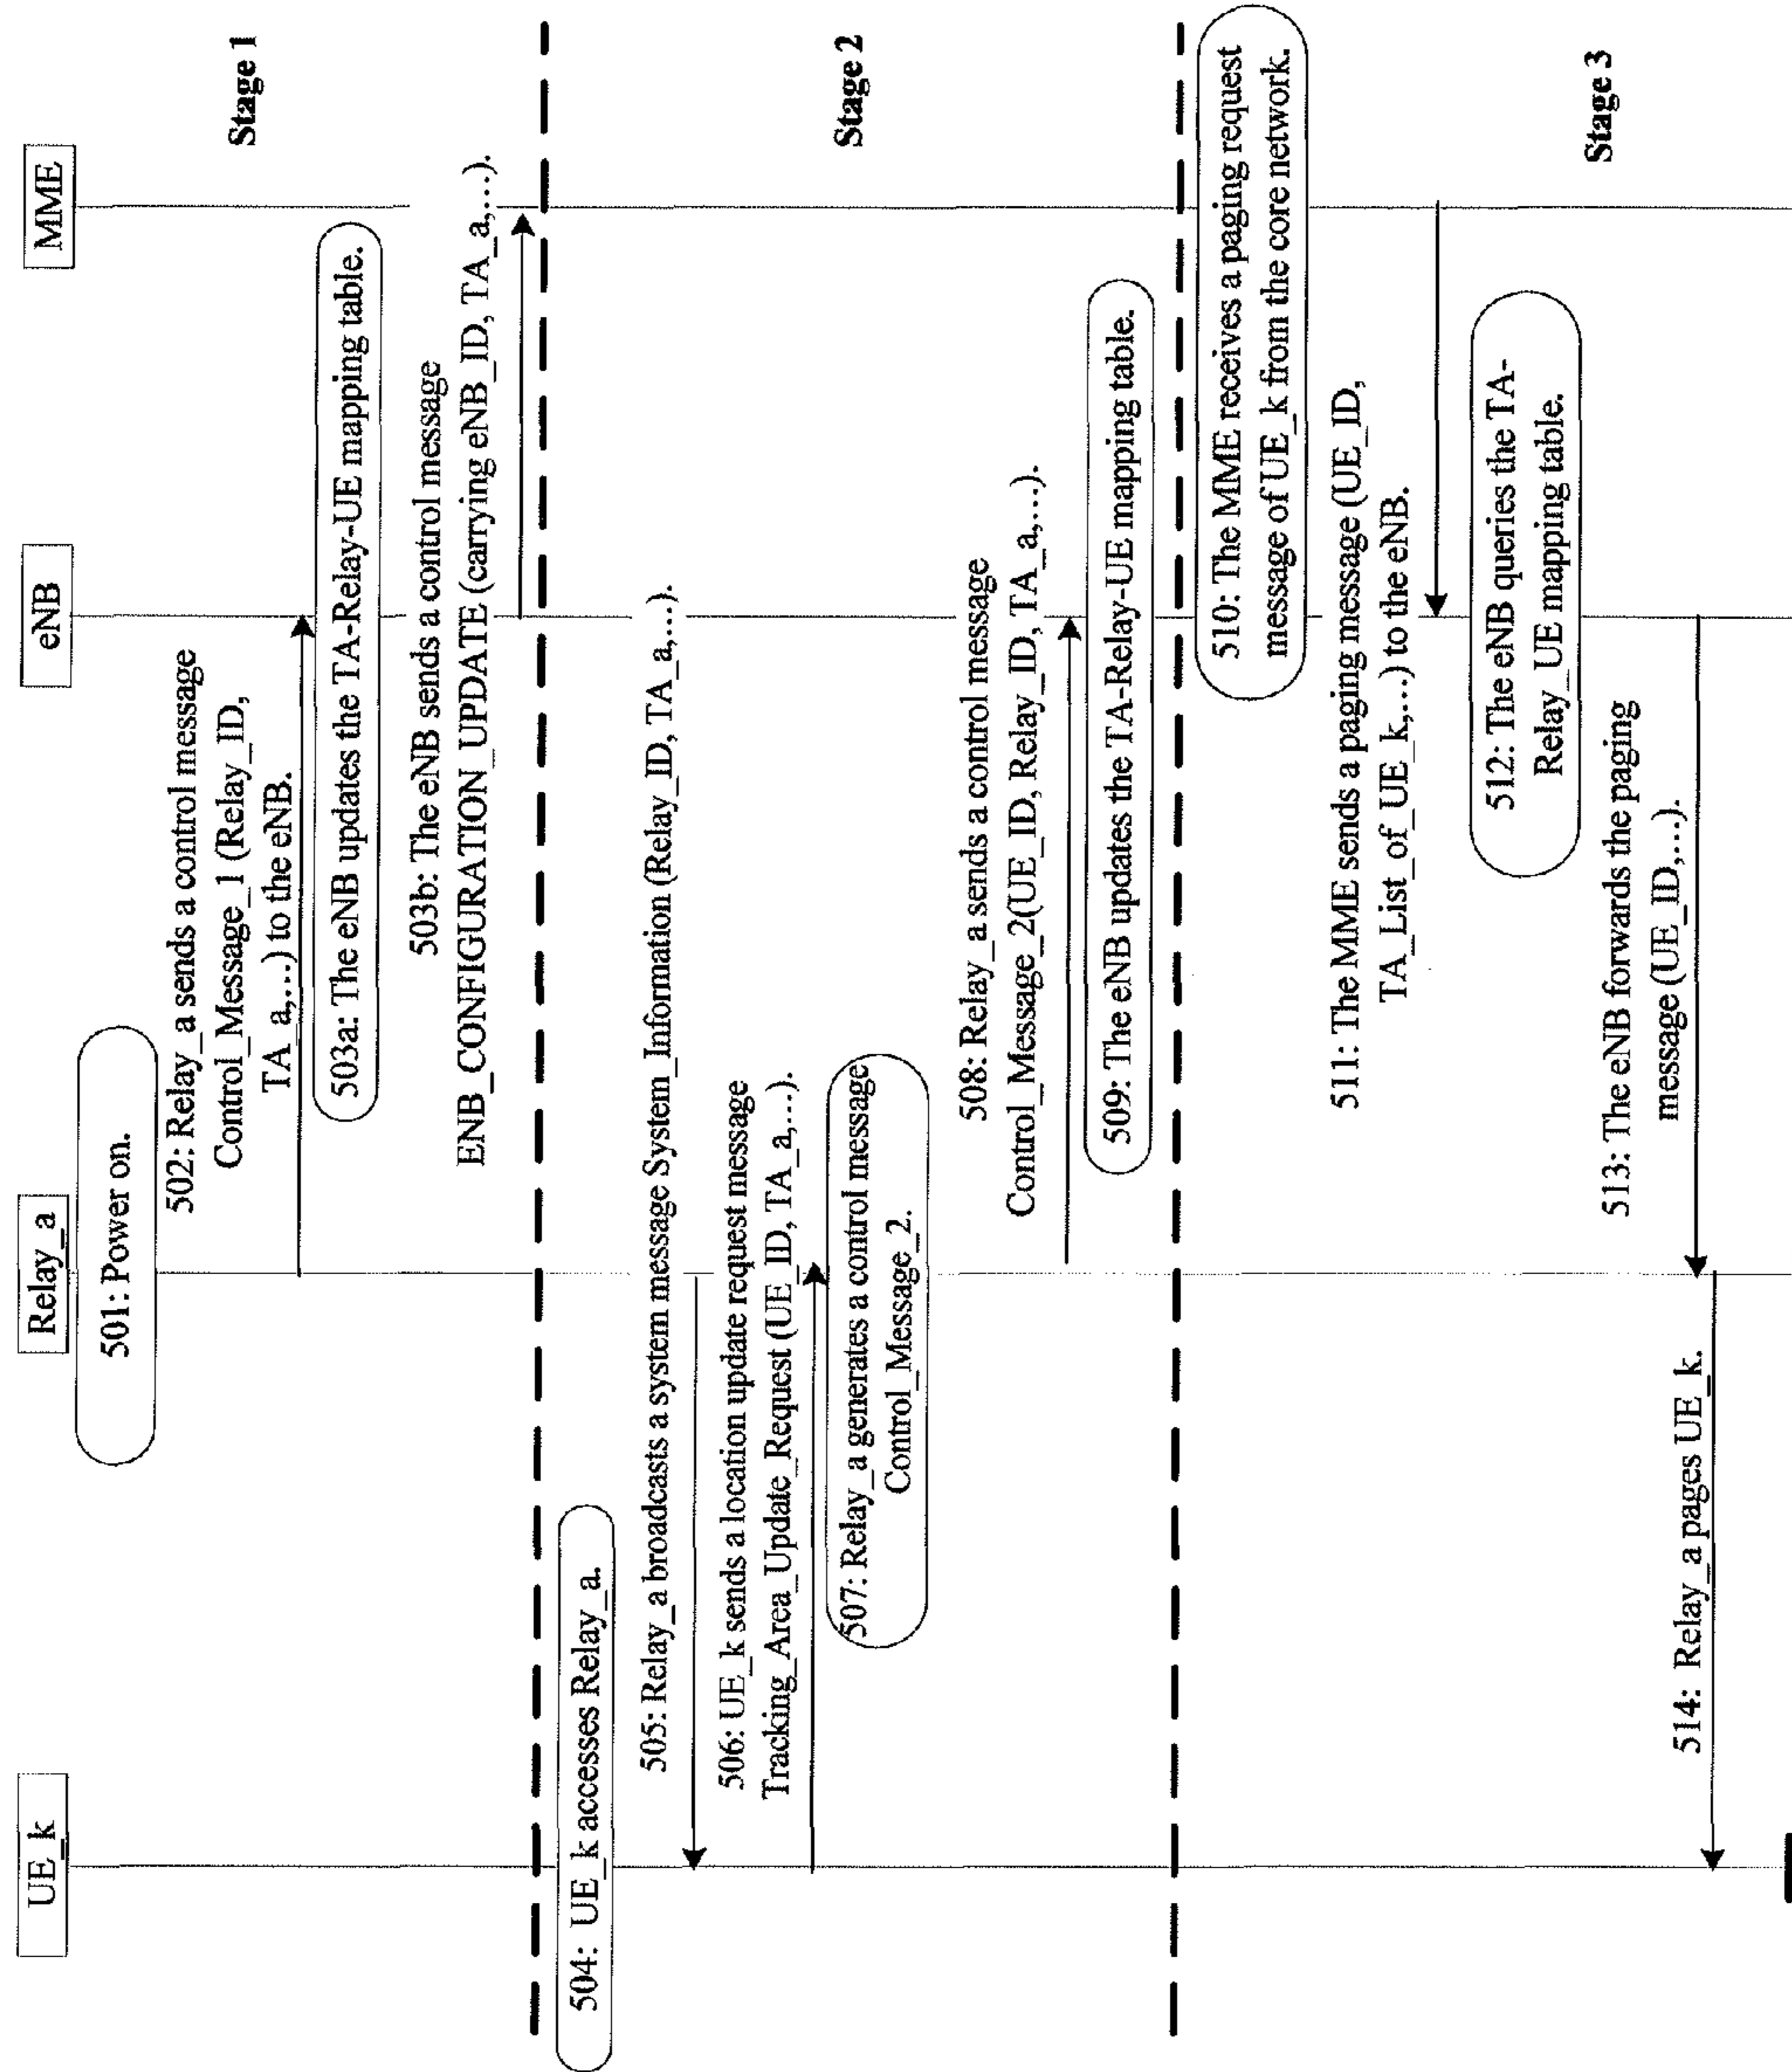 UE_k
Relay_a
eNB
MME
501: Power on.
502: Relay_a sends a control message
Control_Message_1 (Relay_ID,
TA_a,...) to the eNB.
503a: The eNB updates the TA-Relay-UE mapping table.
503b: The eNB sends a control message
ENB_CONFIGURATION_UPDATE (carrying eNB_ID, TA_a,...).
Stage 1
504: UE_k accesses Relay_a.
505: Relay_a broadcasts a system message System_Information (Relay_ID, TA_a,...).
506: UE_k sends a location update request message
Tracking_Area_Update_Request (UE_ID, TA_a,...).
507: Relay_a generates a control message
Control_Message_2.
508: Relay_a sends a control message
Control_Message_2(UE_ID, Relay_ID, TA_a,...).
509: The eNB updates the TA-Relay-UE mapping table.
Stage 2
510: The MME receives a paging request
message of UE_k from the core network.
511: The MME sends a paging message (UE_ID,
TA_List_of_UE_k,...) to the eNB.
512: The eNB queries the TA-
Relay_UE mapping table.
513: The eNB forwards the paging
message (UE_ID,...).
514: Relay_a pages UE_k.
Stage 3